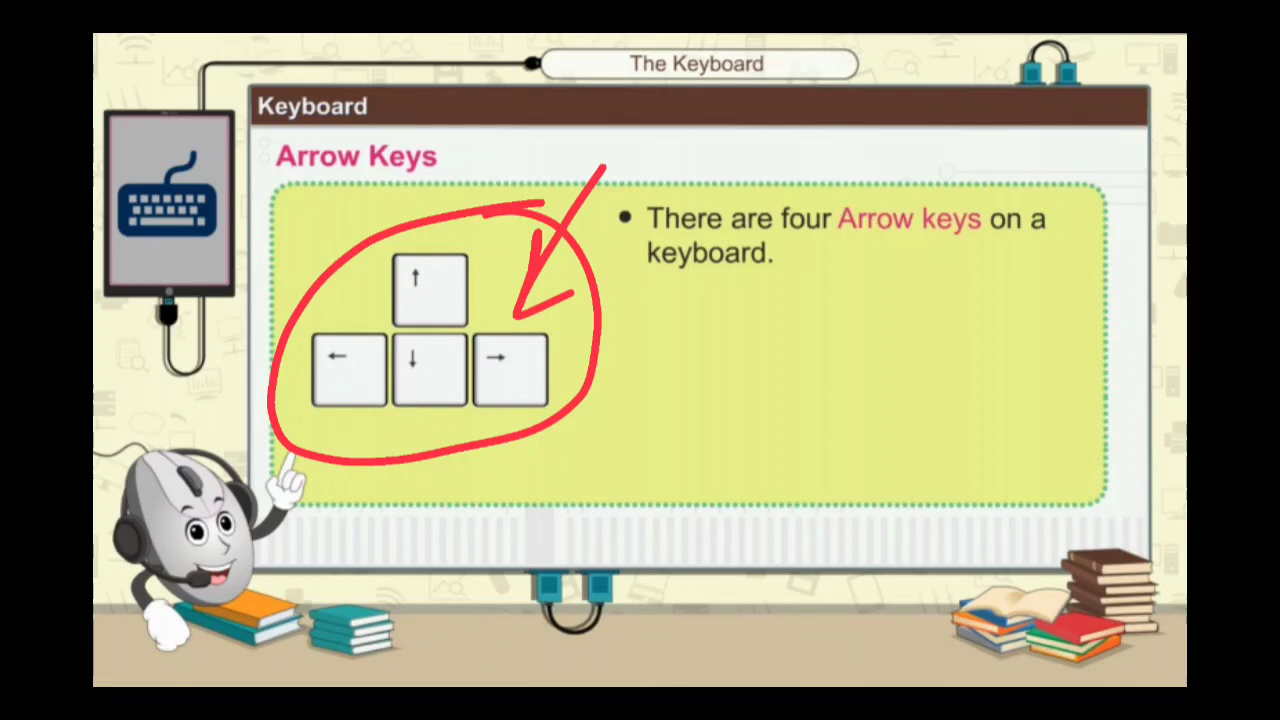 The Keyboard
Keyboard
Arrow Keys
• There are four Arrow keys on a
keyboard.
↑
← ↓ →